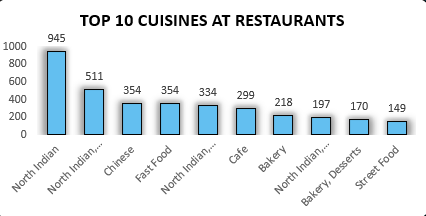 TOP 10 CUISINES AT RESTAURANTS
1000
800
600
400
200
0
945
511
354
354
334
299
218
197
170
149
North Indian
North Indian,...
Chinese
Fast Food
North Indian,...
Cafe
Bakery
North Indian,...
Bakery, Desserts
Street Food